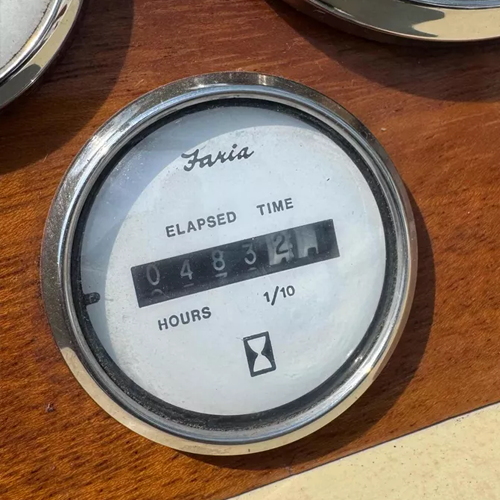 Faria
ELAPSED TIME
04832
HOURS 1/10